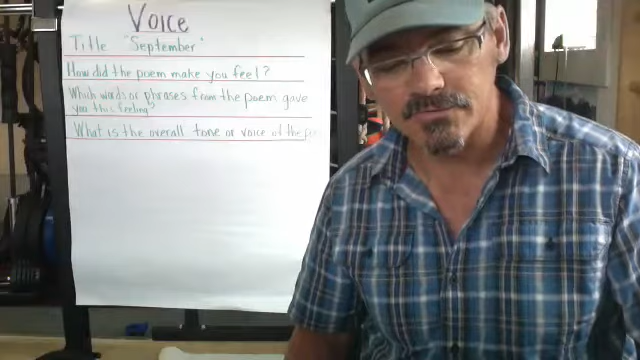 Voice
Title "September"
How did the poem make you feel?
Which words or phrases from the poem gave
you this feeling
What is the overall tone or voice of the